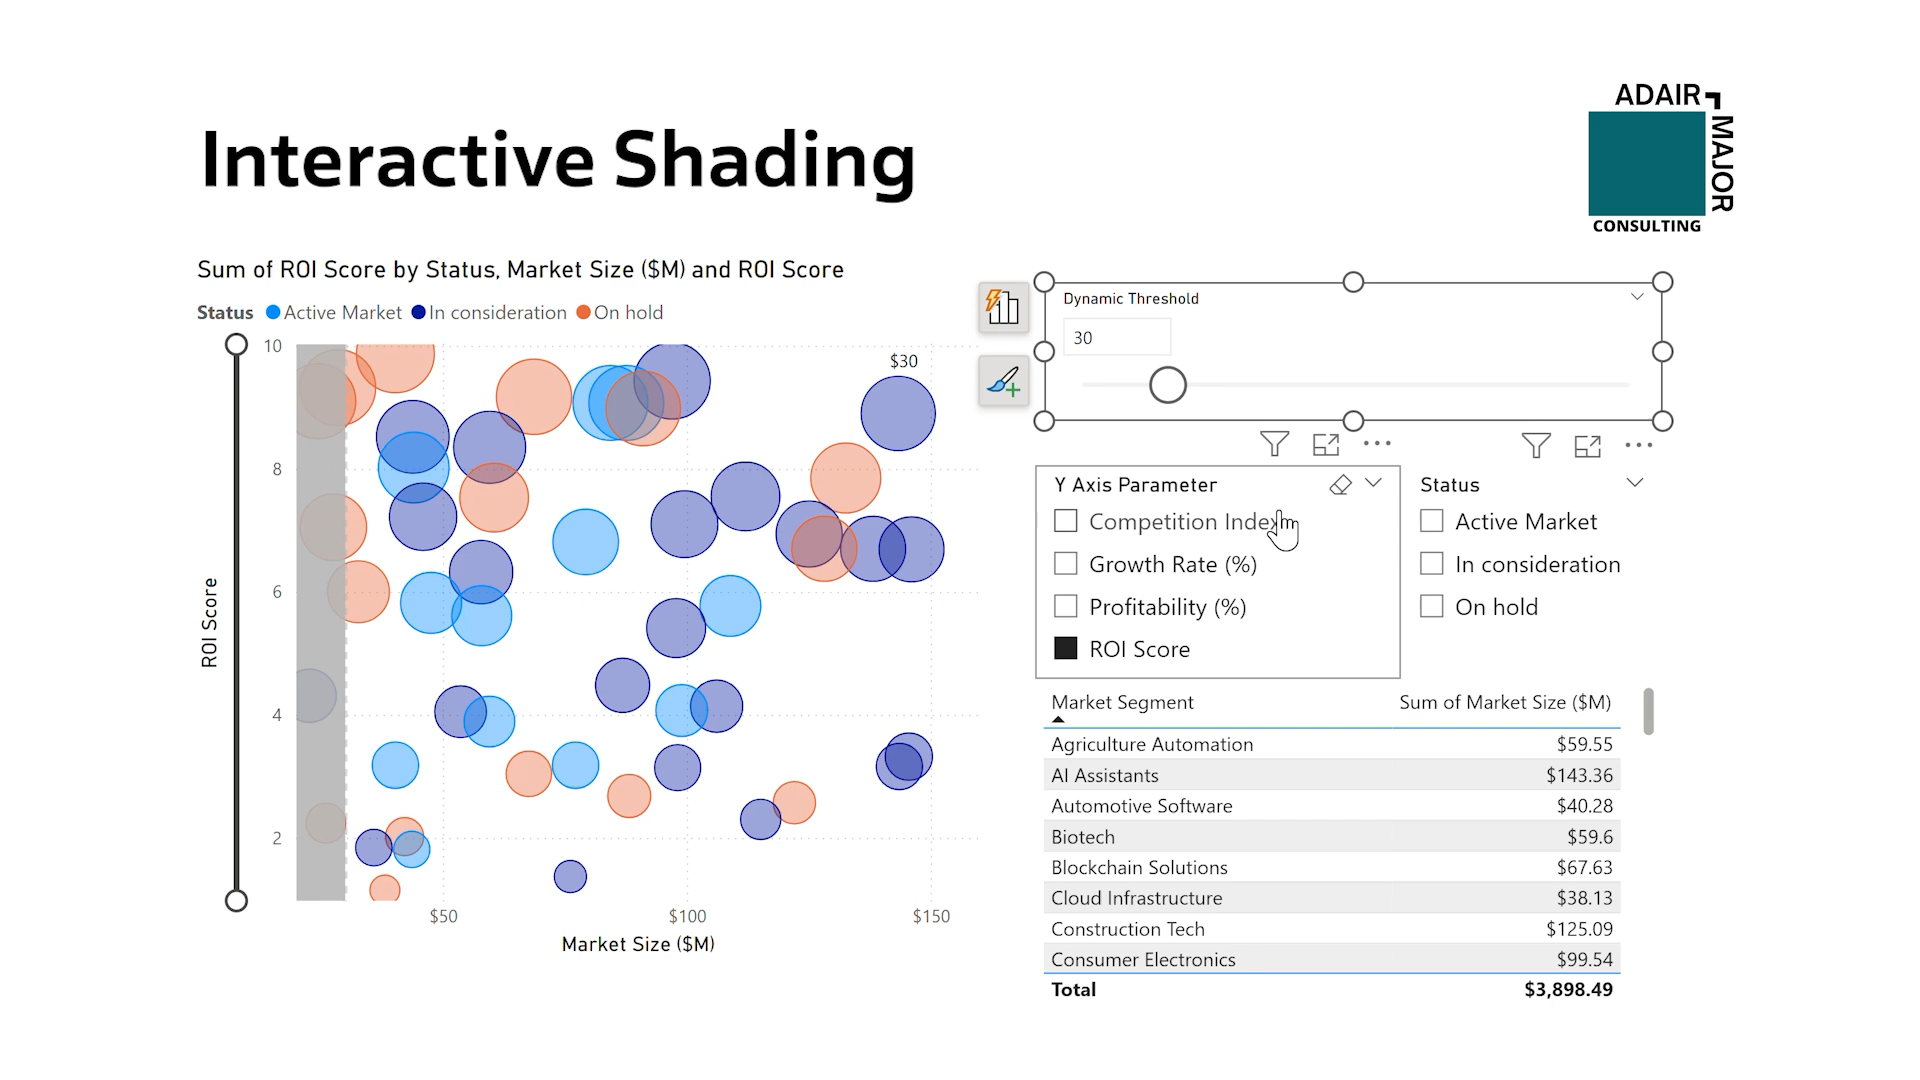 ADAIR
MAJOR
CONSULTING
Interactive Shading
Sum of ROI Score by Status, Market Size ($M) and ROI Score
Status Active Market In consideration On hold
ROI Score
10
8
6
4
2
$30
$50 $100 $150
Market Size ($M)
Dynamic Threshold
30
Y Axis Parameter
Competition Index
Growth Rate (%)
Profitability (%)
ROI Score
Status
Active Market
In consideration
On hold
Market Segment Sum of Market Size ($M)
Agriculture Automation $59.55
AI Assistants $143.36
Automotive Software $40.28
Biotech $59.6
Blockchain Solutions $67.63
Cloud Infrastructure $38.13
Construction Tech $125.09
Consumer Electronics $99.54
Total $3,898.49